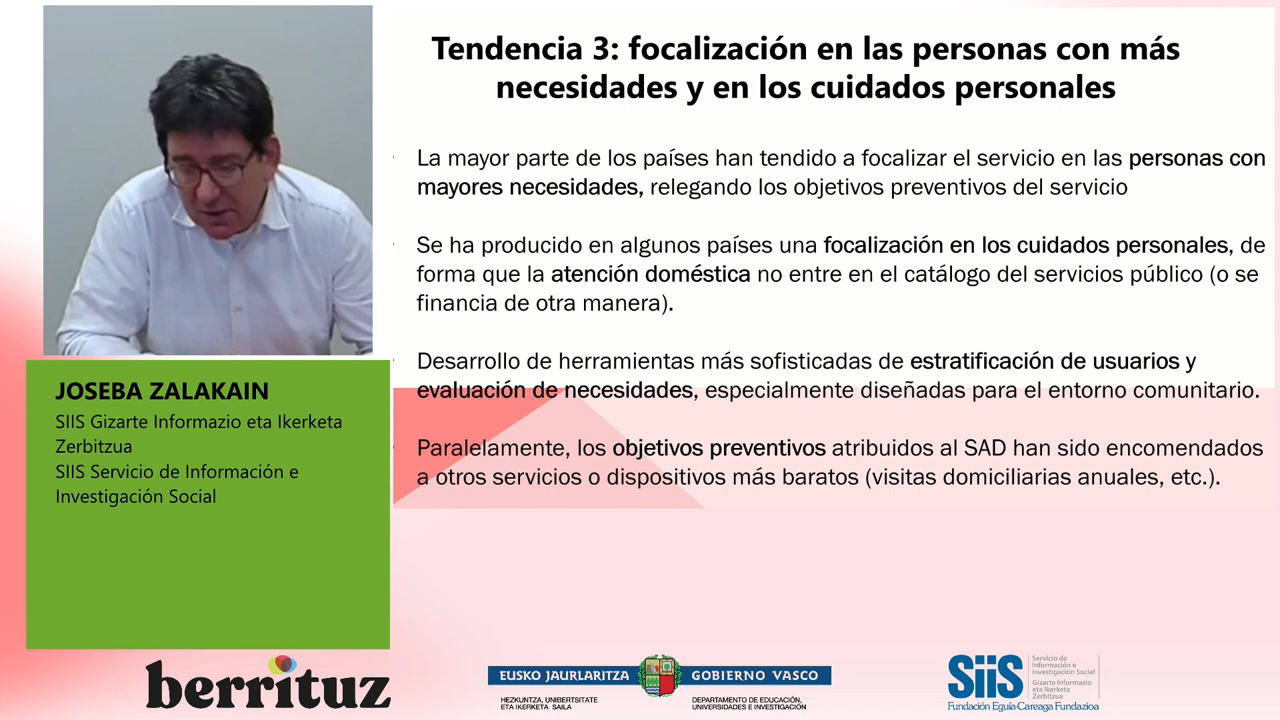 Tendencia 3: focalización en las personas con más
necesidades y en los cuidados personales
La mayor parte de los países han tendido a focalizar el servicio en las personas con
mayores necesidades, relegando los objetivos preventivos del servicio
Se ha producido en algunos países una focalización en los cuidados personales, de
forma que la atención doméstica no entre en el catálogo del servicios público (o se
financia de otra manera).
Desarrollo de herramientas más sofisticadas de estratificación de usuarios y
evaluación de necesidades, especialmente diseñadas para el entorno comunitario.
Paralelamente, los objetivos preventivos atribuidos al SAD han sido encomendados
a otros servicios o dispositivos más baratos (visitas domiciliarias anuales, etc.).
JOSEBA ZALAKAIN
SIIS Gizarte Informazio eta Ikerketa
Zerbitzua
SIIS Servicio de Información e
Investigación Social
berrituz
EUSKO JAURLARITZA
GOBIERNO VASCO
HEZKUNTZA, UNIBERTSITATE
ETA IKERKETA SAILA
DEPARTAMENTO DE EDUCACIÓN,
UNIVERSIDADES E INVESTIGACIÓN
SiiS
Servicio de
Información e
Investigación Social
Gizarte Informazio
eta Ikerketa
Zerbitzua
Fundación Eguía-Careaga Fundazioa